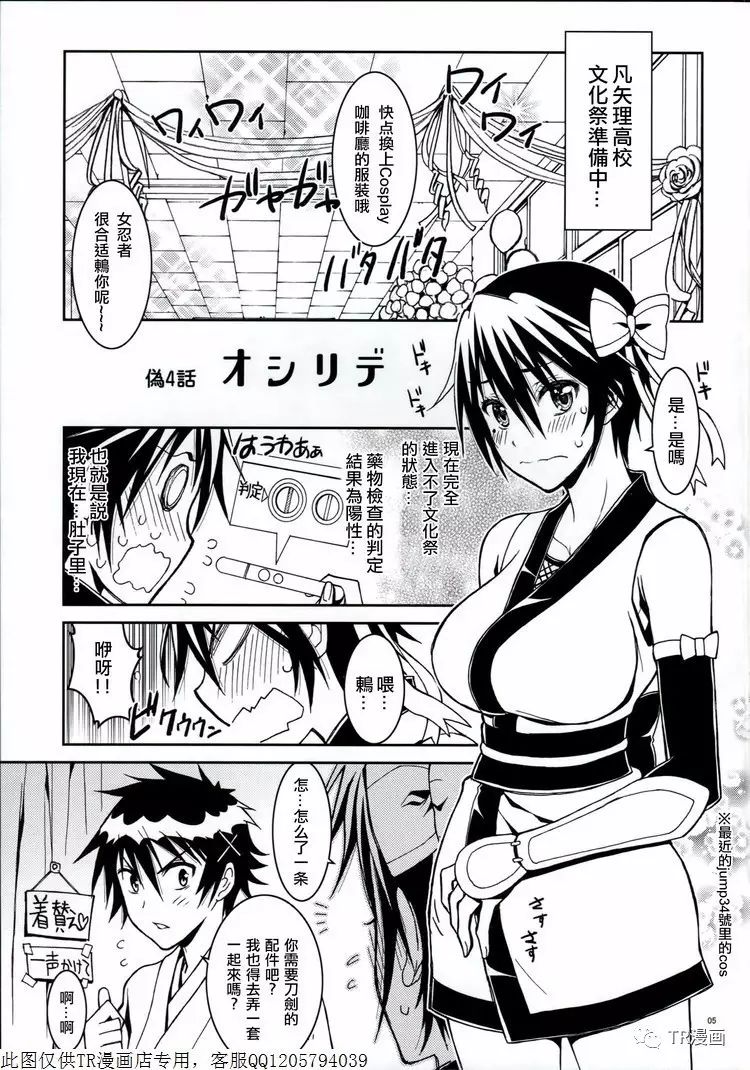 凡矢理高校
文化祭準備中…
ワイ
ワイ
ワイ
ワイ
快点換上Cosplay
咖啡廳的服裝哦
ガヤガヤ
バタバタ
女忍者
很合适鶫你呢~~~
偽4話 オシリデ
ドキ
ドキ
是…是嗎
現在完全
進入不了文化祭
的狀態…
はうわあぁ
判定
藥物檢查的判定
結果為陽性…
也就是說
我現在…肚子里…
喂…
鶫…
咿呀!!
ビクウウン
怎…怎么了一条
着替え♡
一声かけて
你需要刀劍的
配件吧？
我也得去弄一套
一起來嗎？
啊…啊
さす
さす
※最近的jump34號里的cos
05
TR漫画
此图仅供TR漫画店专用，客服QQ1205794039